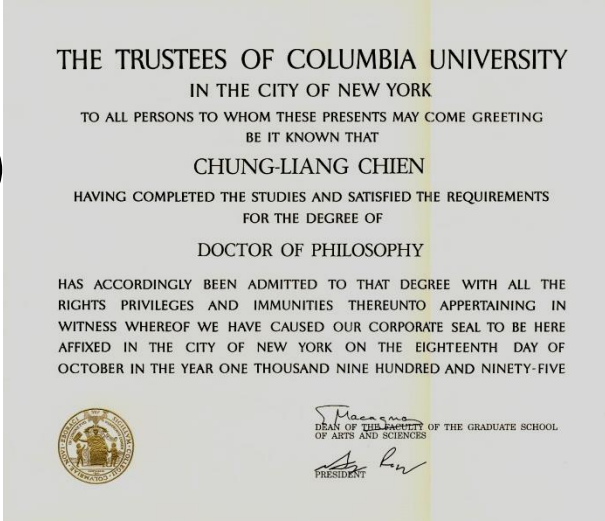 THE TRUSTEES OF COLUMBIA UNIVERSITY
IN THE CITY OF NEW YORK
TO ALL PERSONS TO WHOM THESE PRESENTS MAY COME GREETING
BE IT KNOWN THAT
CHUNG-LIANG CHIEN
HAVING COMPLETED THE STUDIES AND SATISFIED THE REQUIREMENTS
FOR THE DEGREE OF
DOCTOR OF PHILOSOPHY
HAS ACCORDINGLY BEEN ADMITTED TO THAT DEGREE WITH ALL THE
RIGHTS PRIVILEGES AND IMMUNITIES THEREUNTO APPERTAINING IN
WITNESS WHEREOF WE HAVE CAUSED OUR CORPORATE SEAL TO BE HERE
AFFIXED IN THE CITY OF NEW YORK ON THE EIGHTEENTH DAY OF
OCTOBER IN THE YEAR ONE THOUSAND NINE HUNDRED AND NINETY-FIVE
DEAN OF THE FACULTY OF THE GRADUATE SCHOOL
OF ARTS AND SCIENCES
PRESIDENT